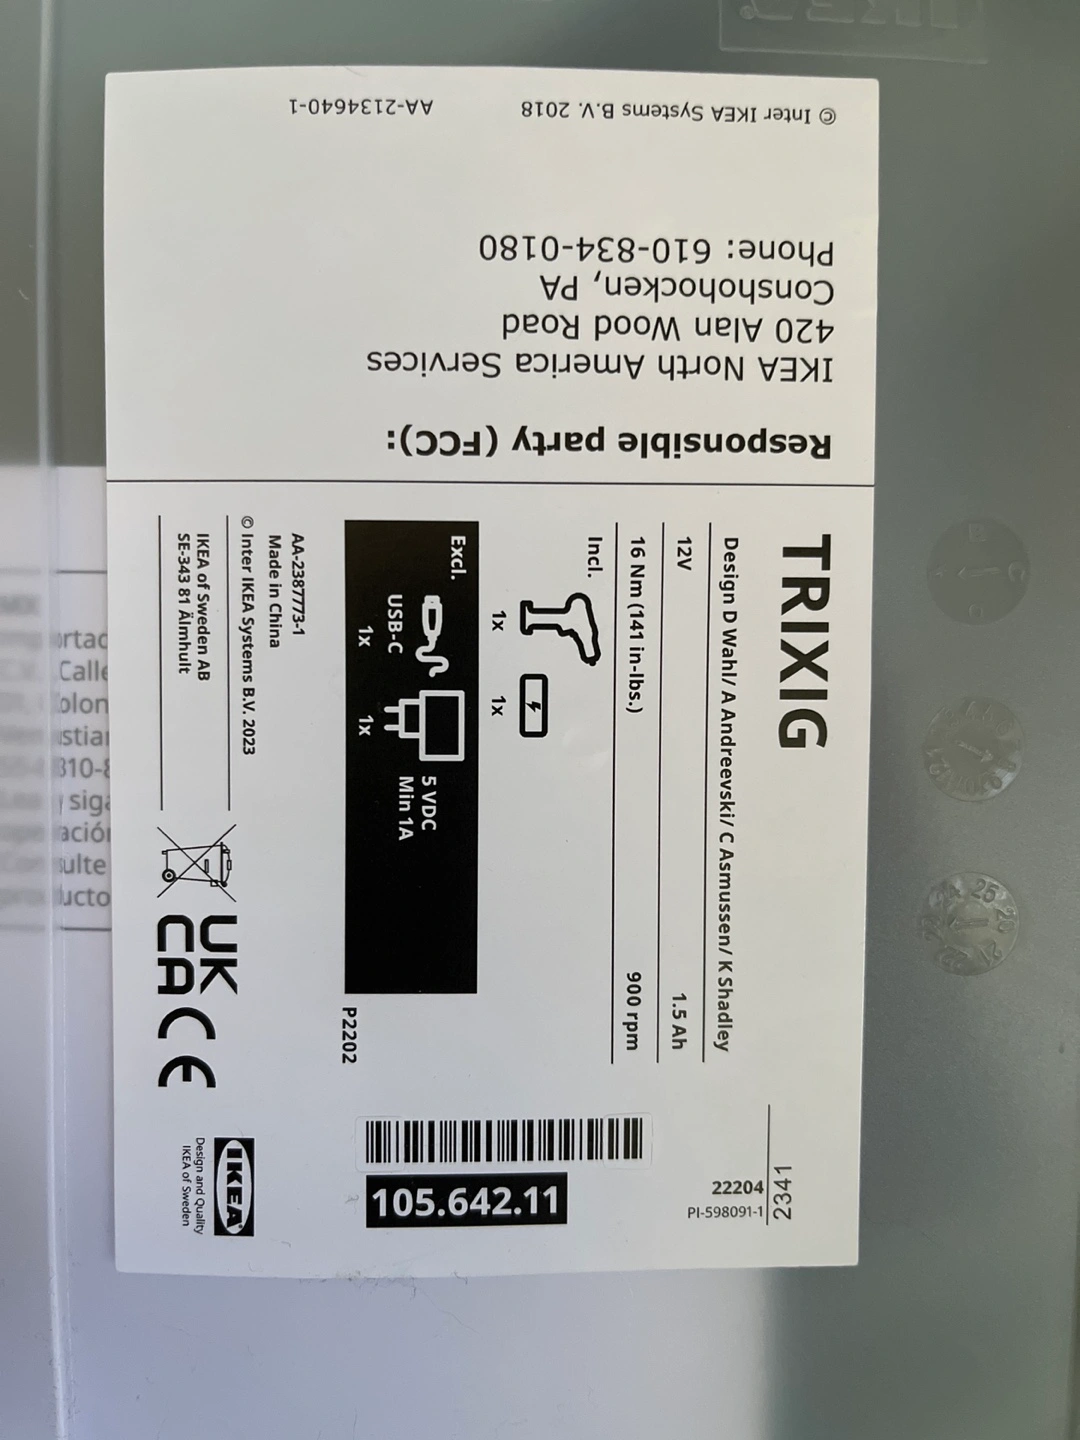 TRIXIG
Design D Wahl/ A Andreevski/ C Asmussen/ K Shadley
12V 1.5 Ah
16 Nm (141 in-lbs.) 900 rpm
Incl.
1x 1x
Excl.
USB-C
1x 1x
5 VDC
Min 1A
P2202
AA-2387773-1
Made in China
© Inter IKEA Systems B.V. 2023
IKEA of Sweden AB
SE-343 81 Älmhult
UK
CA
CE
2341
22204
PI-598091-1
105.642.11
IKEA
Design and Quality
IKEA of Sweden
Responsible party (FCC):
IKEA North America Services
420 Alan Wood Road
Conshohocken, PA
Phone: 610-834-0180
© Inter IKEA Systems B.V. 2018 AA-2134640-1
IKEA
Calle